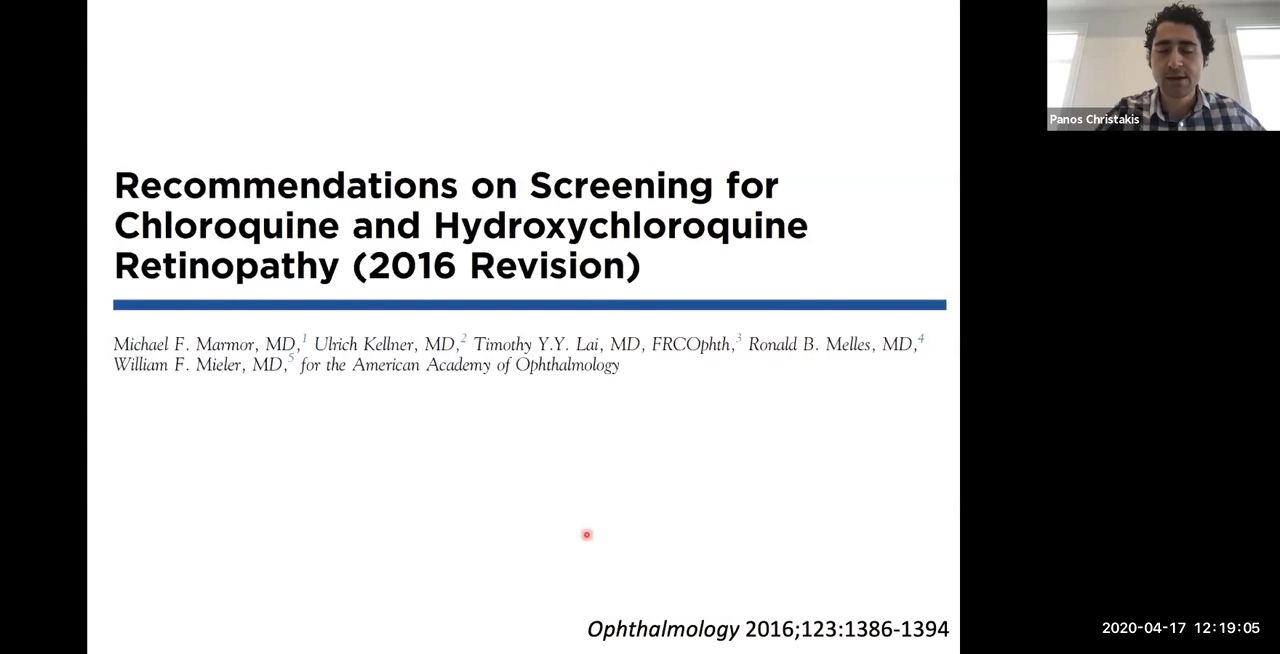 Panos Christakis
Recommendations on Screening for
Chloroquine and Hydroxychloroquine
Retinopathy (2016 Revision)
Michael F. Marmor, MD,1 Ulrich Kellner, MD,2 Timothy Y.Y. Lai, MD, FRCOphth,3 Ronald B. Melles, MD,4
William F. Mieler, MD,5 for the American Academy of Ophthalmology
Ophthalmology 2016;123:1386-1394
2020-04-17 12:19:05